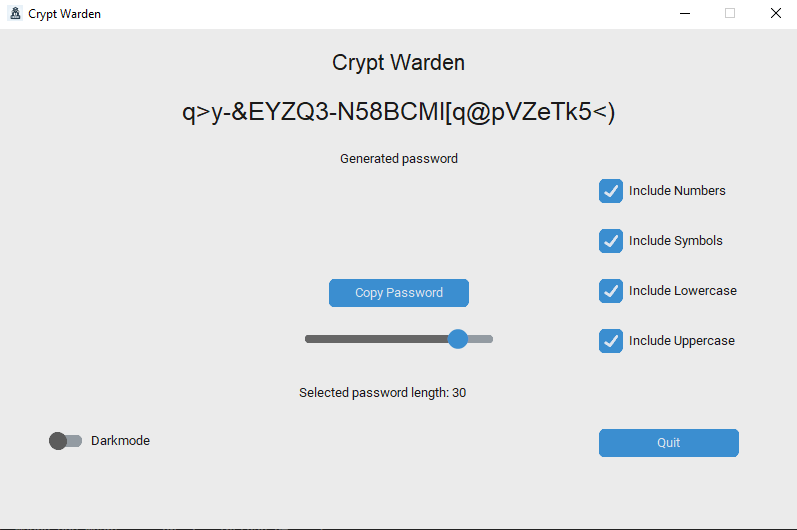 Crypt Warden
Crypt Warden
q>y-&EYZQ3-N58BCMl[q@pVZeTk5<)
Generated password
Include Numbers
Include Symbols
Copy Password
Include Lowercase
Include Uppercase
Selected password length: 30
Darkmode
Quit